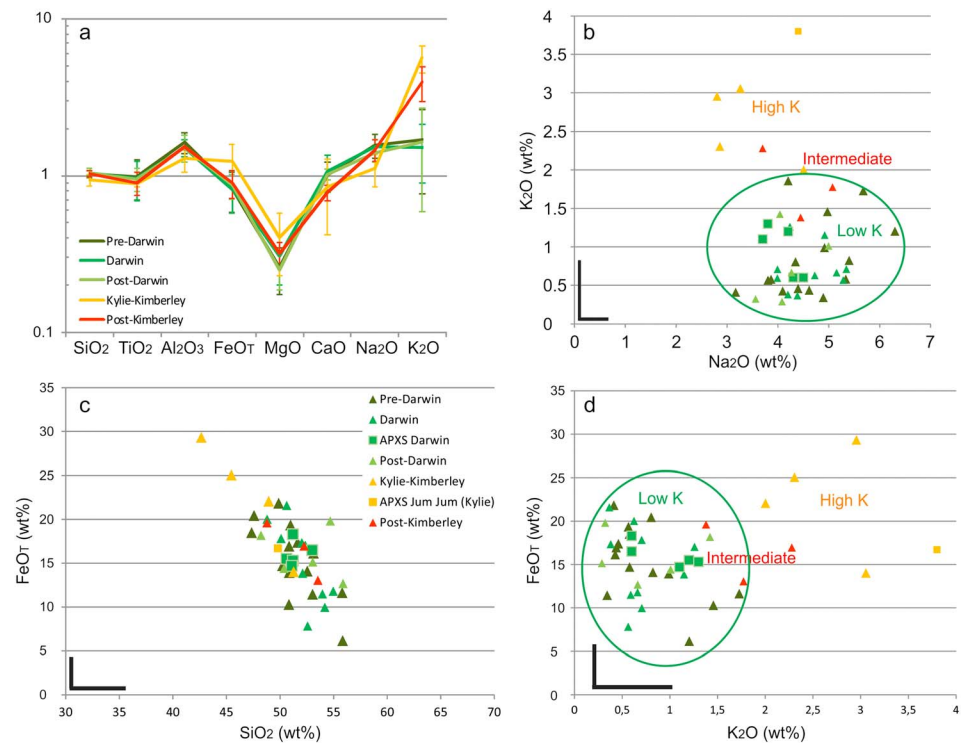 a
10
1
0.1
Pre-Darwin
Darwin
Post-Darwin
Kylie-Kimberley
Post-Kimberley
SiO2 TiO2 Al2O3 FeOT MgO CaO Na2O K2O
b
K2O (wt%)
4
3.5
3
2.5
2
1.5
1
0.5
0
High K
Intermediate
Low K
0 1 2 3 4 5 6 7
Na2O (wt%)
c
FeOT (wt%)
35
30
25
20
15
10
5
0
Pre-Darwin
Darwin
APXS Darwin
Post-Darwin
Kylie-Kimberley
APXS Jum Jum (Kylie)
Post-Kimberley
30 35 40 45 50 55 60 65 70
SiO2 (wt%)
d
FeOT (wt%)
35
30
25
20
15
10
5
0
Low K
High K
Intermediate
0 0,5 1 1,5 2 2,5 3 3,5 4
K2O (wt%)